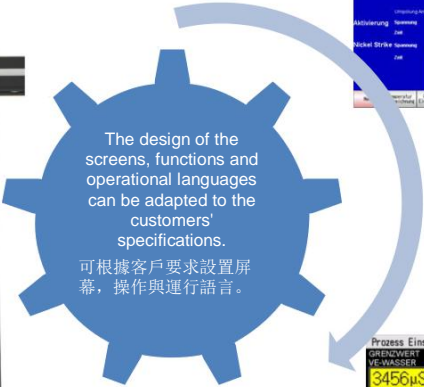 Umspülung An
Aktivierung Spannung
Zeit
Nickel Strike Spannung
Zeit
The design of the
screens, functions and
operational languages
can be adapted to the
customers'
specifications.
可根據客戶要求設置屏
幕，操作與運行語言。
Prozess Eins
GRENZWERT
VE-WASSER
3456µS